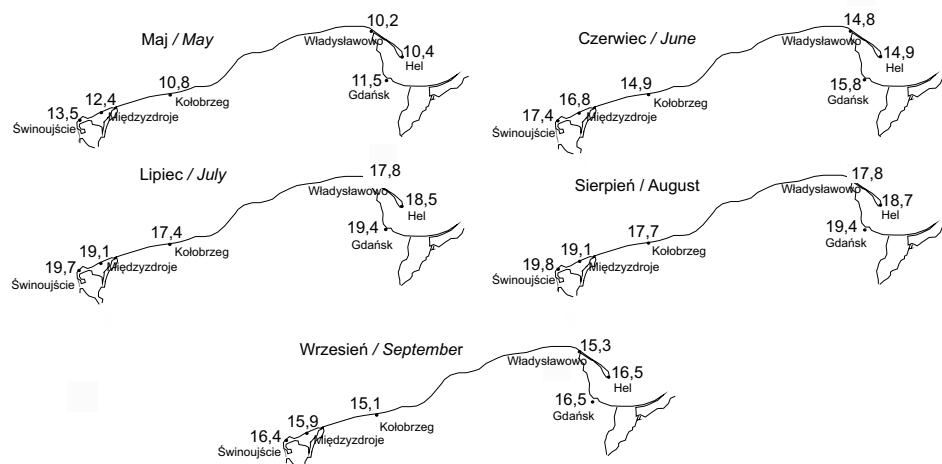 Maj / May
10,2
Władysławowo
10,4
Hel
11,5
Gdańsk
10,8
Kołobrzeg
12,4
Międzyzdroje
13,5
Świnoujście
Czerwiec / June
14,8
Władysławowo
14,9
Hel
15,8
Gdańsk
14,9
Kołobrzeg
16,8
Międzyzdroje
17,4
Świnoujście
Lipiec / July
17,8
Władysławowo
18,5
Hel
19,4
Gdańsk
17,4
Kołobrzeg
19,1
Międzyzdroje
19,7
Świnoujście
Sierpień / August
17,8
Władysławowo
18,7
Hel
19,4
Gdańsk
17,7
Kołobrzeg
19,1
Międzyzdroje
19,8
Świnoujście
Wrzesień / September
15,3
Władysławowo
16,5
Hel
16,5
Gdańsk
15,1
Kołobrzeg
15,9
Międzyzdroje
16,4
Świnoujście